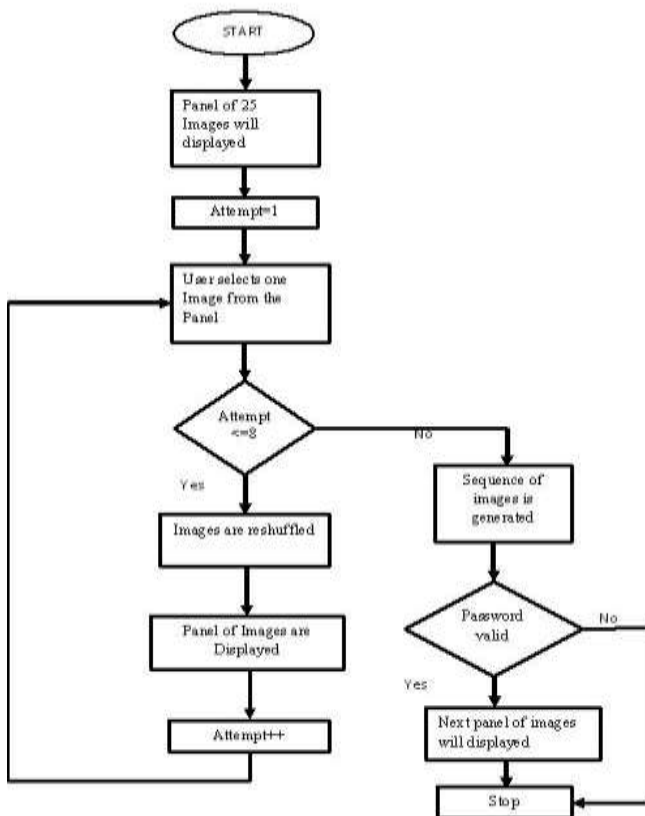 START
Panel of 25
Images will
displayed
Attempt=1
User selects one
Image from the
Panel
Attempt
<=8
No
Yes
Sequence of
images is
generated
Images are reshuffled
Password
valid
No
Panel of Images are
Displayed
Yes
Next panel of images
will displayed
Attempt++
Stop